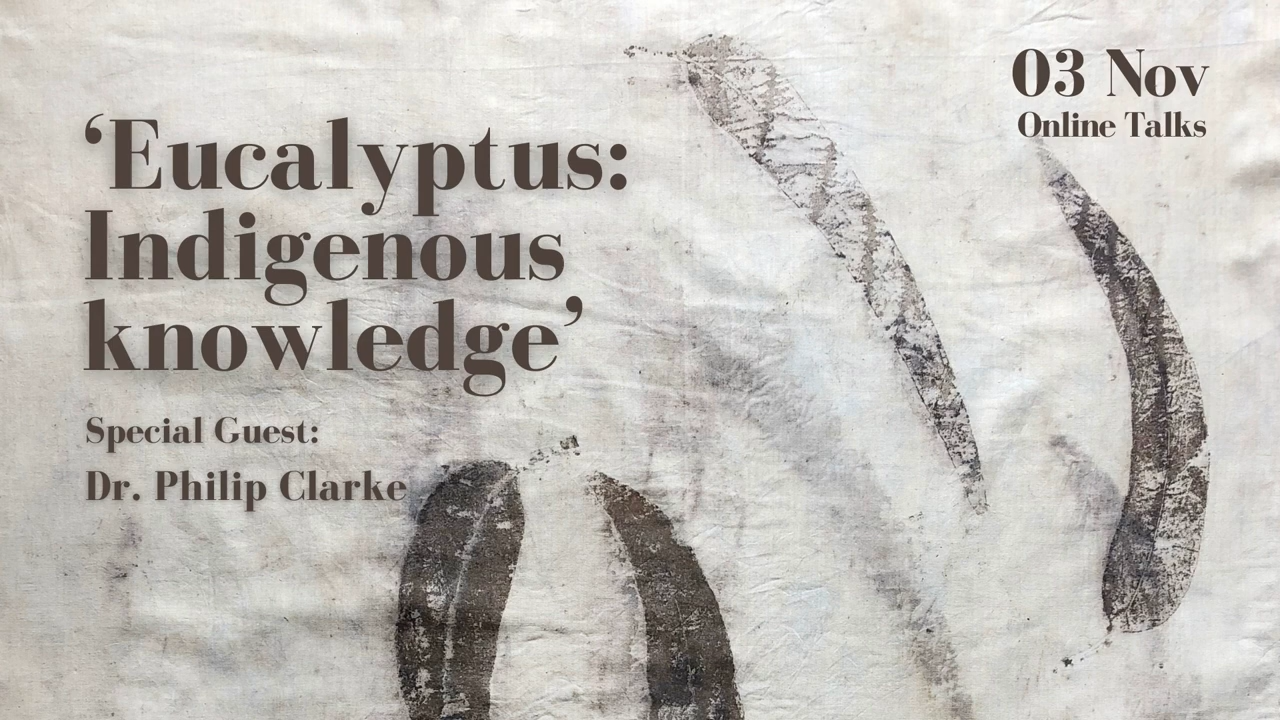 ‘Eucalyptus:
Indigenous
knowledge’
Special Guest:
Dr. Philip Clarke
03 Nov
Online Talks